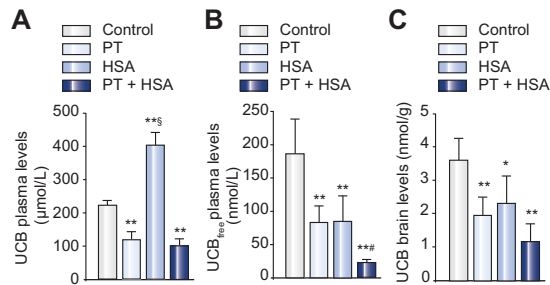 A
Control
PT
HSA
PT + HSA
UCB plasma levels
(µmol/L)
500
400
300
200
100
0
**
**§
**
B
Control
PT
HSA
PT + HSA
UCBfree plasma levels
(nmol/L)
250
200
150
100
50
0
**
**
**#
C
Control
PT
HSA
PT + HSA
UCB brain levels (nmol/g)
5
4
3
2
1
0
**
*
**